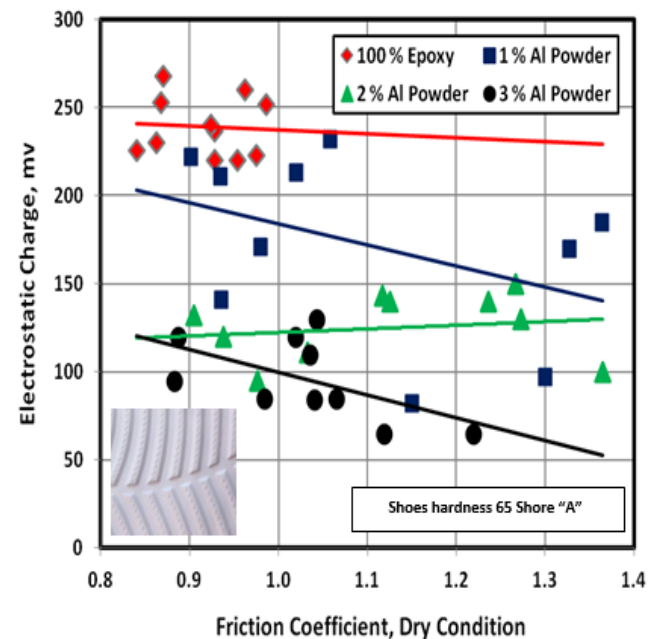 300
250
200
150
100
50
0
Electrostatic Charge, mv
100 % Epoxy
1 % Al Powder
2 % Al Powder
3 % Al Powder
Shoes hardness 65 Shore “A”
0.8 0.9 1.0 1.1 1.2 1.3 1.4
Friction Coefficient, Dry Condition